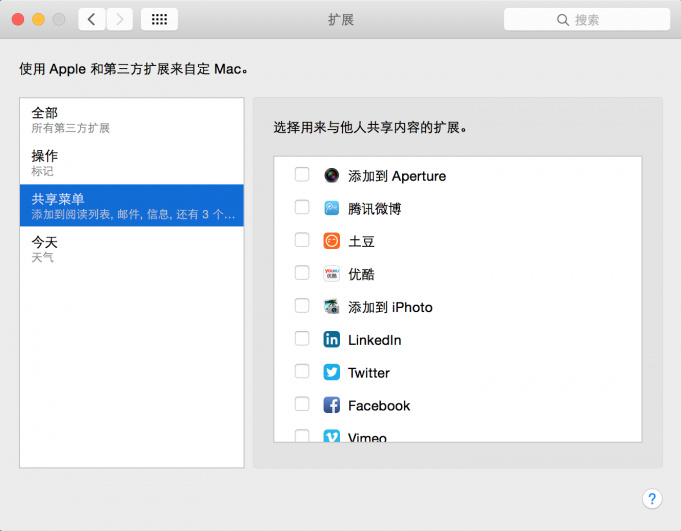 扩展
搜索
使用 Apple 和第三方扩展来自定 Mac。
全部
所有第三方扩展
操作
标记
共享菜单
添加到阅读列表, 邮件, 信息, 还有 3 个…
今天
天气
选择用来与他人共享内容的扩展。
添加到 Aperture
腾讯微博
土豆
优酷
添加到 iPhoto
LinkedIn
Twitter
Facebook
Vimeo
?